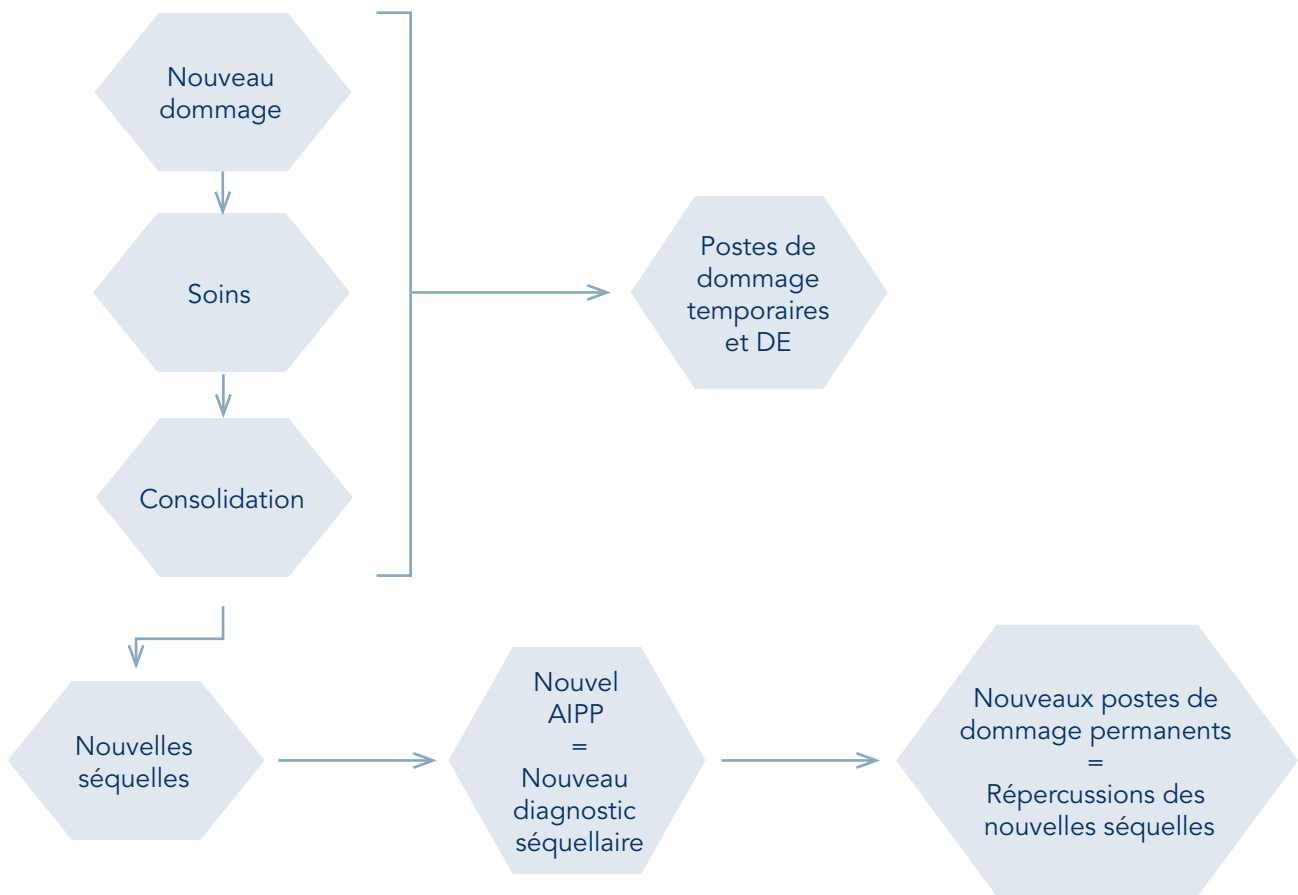 Nouveau
dommage
Soins
Consolidation
Postes de
dommage
temporaires
et DE
Nouvelles
séquelles
Nouvel
AIPP
=
Nouveau
diagnostic
séquellaire
Nouveaux postes de
dommage permanents
=
Répercussions des
nouvelles séquelles